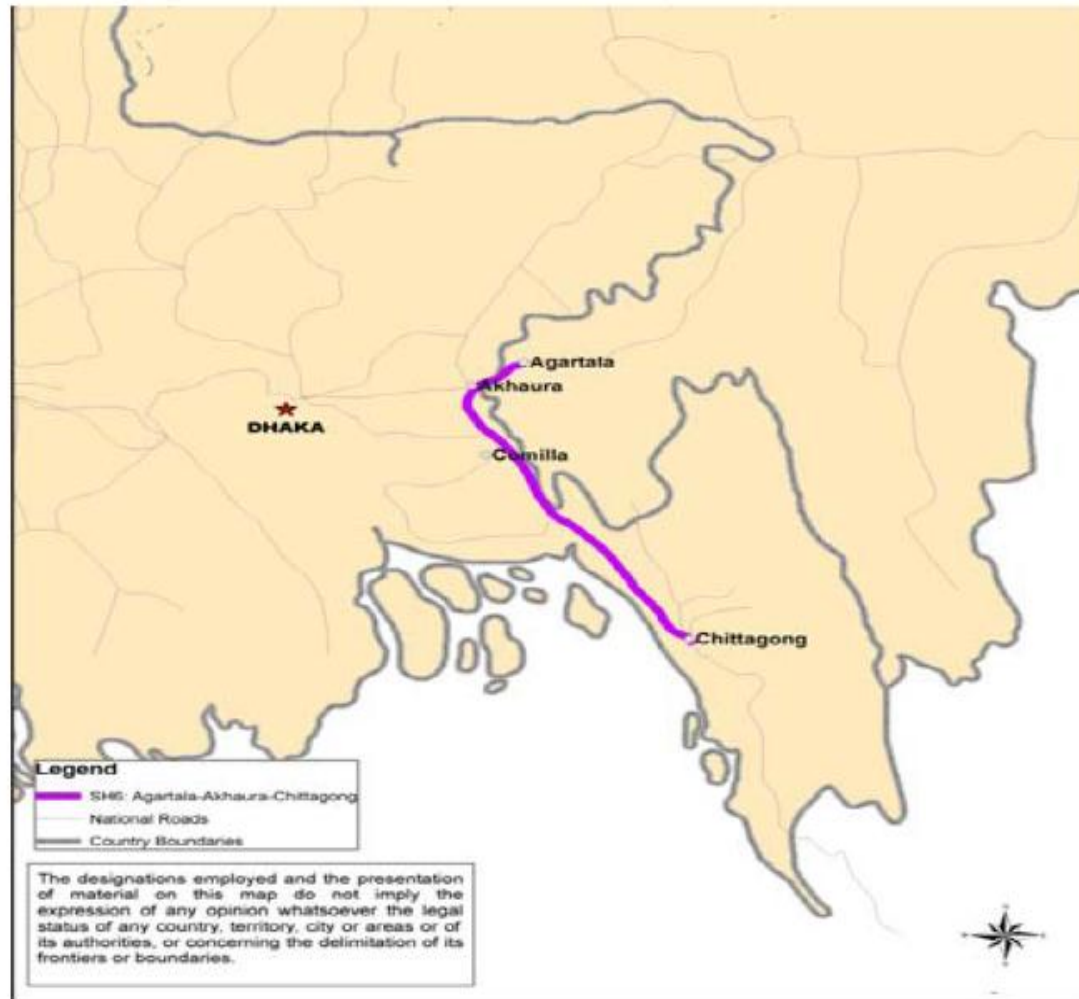 Agartala
Akhaura
DHAKA
Comilla
Chittagong
Legend
SH6: Agartala-Akhaura-Chittagong
National Roads
Country Boundaries
The designations employed and the presentation
of material on this map do not imply the
expression of any opinion whatsoever the legal
status of any country, territory, city or areas or of
its authorities, or concerning the delimitation of its
frontiers or boundaries.